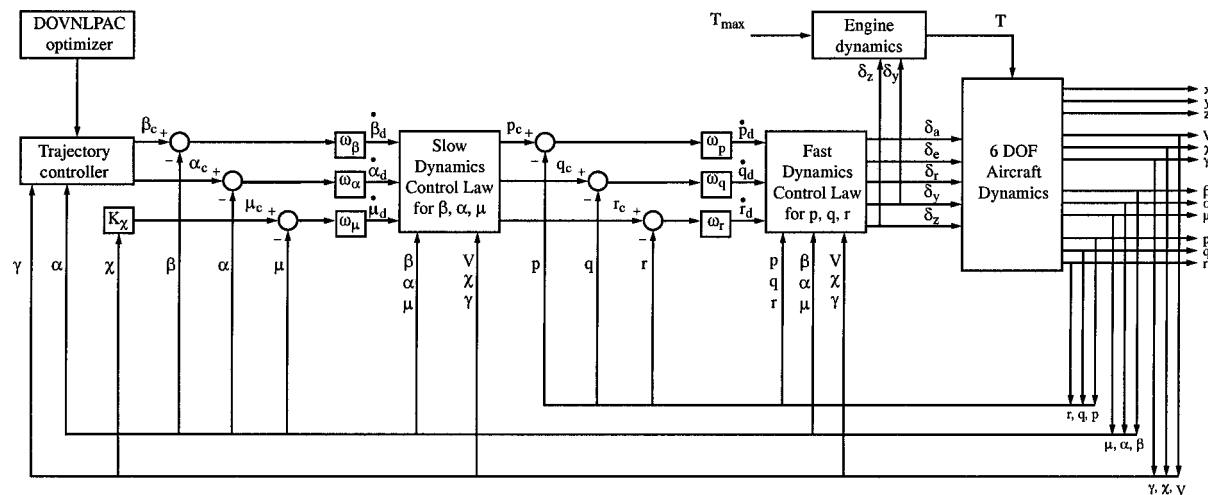 DOVNLPAC
optimizer
T_max
Engine
dynamics
T
δ_z
δ_y
x
y
z
V
χ
γ
β
α
μ
p
q
r
Trajectory
controller
β_c
+
-
ω_β
β̇_d
α_c
+
-
ω_α
α̇_d
K_χ
μ_c
+
-
ω_μ
μ̇_d
Slow
Dynamics
Control Law
for β, α, μ
p_c
+
-
ω_p
ṗ_d
q_c
+
-
ω_q
q̇_d
r_c
+
-
ω_r
ṙ_d
Fast
Dynamics
Control Law
for p, q, r
δ_a
δ_e
δ_r
δ_y
δ_z
6 DOF
Aircraft
Dynamics
γ
α
χ
β
α
μ
β
α
μ
V
χ
γ
p
q
r
p
q
r
β
α
μ
V
χ
γ
r, q, p
μ, α, β
γ, χ, V